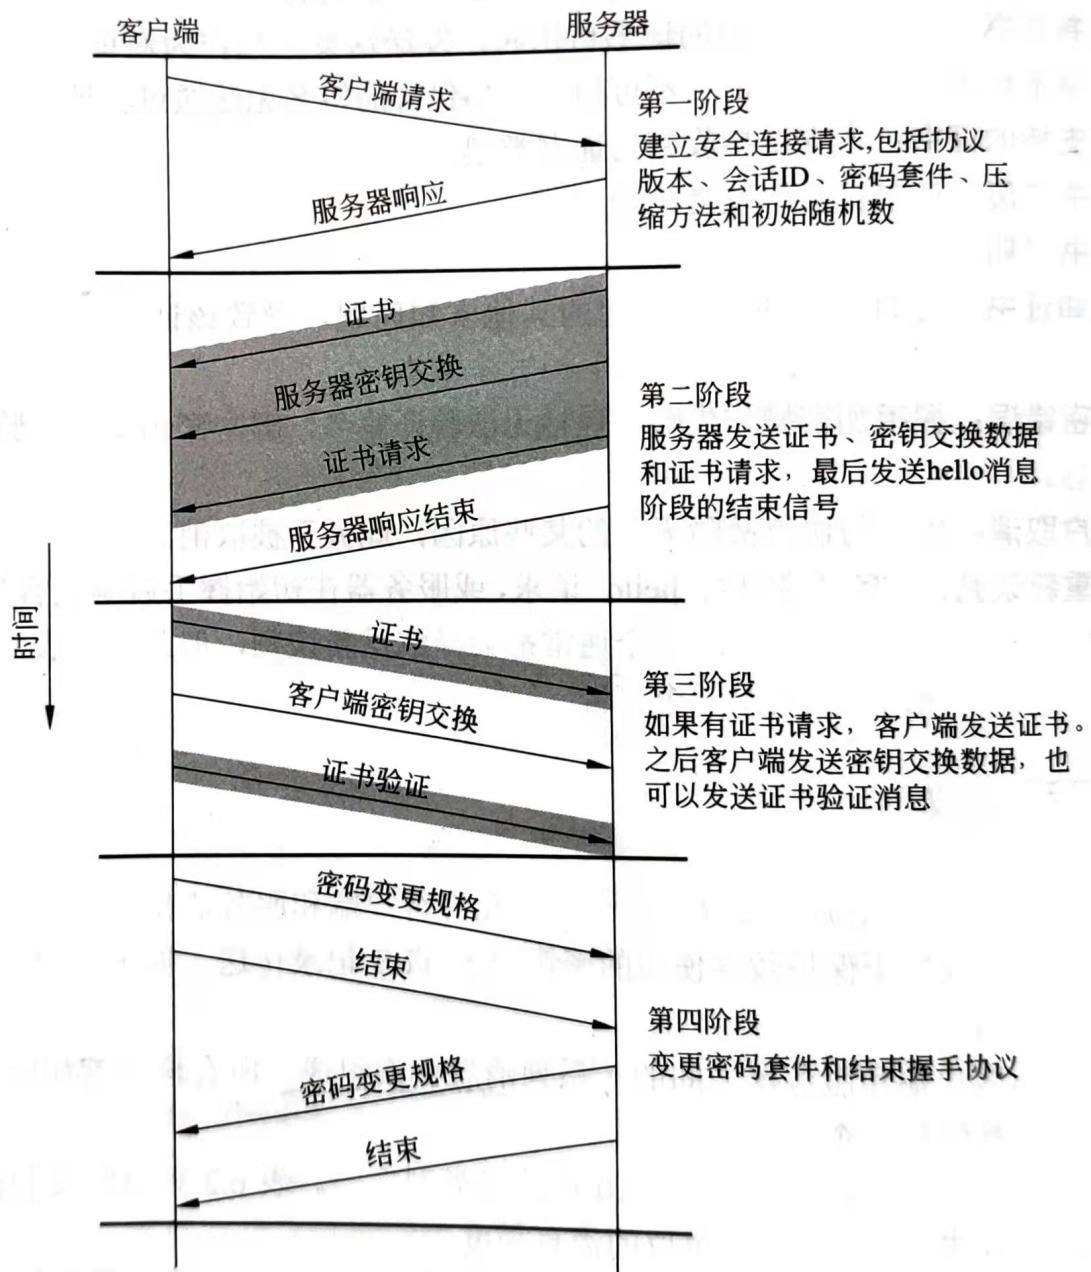 客户端
服务器
客户端请求
服务器响应
第一阶段
建立安全连接请求,包括协议
版本、会话ID、密码套件、压
缩方法和初始随机数
证书
服务器密钥交换
证书请求
服务器响应结束
第二阶段
服务器发送证书、密钥交换数据
和证书请求，最后发送hello消息
阶段的结束信号
时间
证书
客户端密钥交换
证书验证
第三阶段
如果有证书请求，客户端发送证书。
之后客户端发送密钥交换数据，也
可以发送证书验证消息
密码变更规格
结束
密码变更规格
结束
第四阶段
变更密码套件和结束握手协议